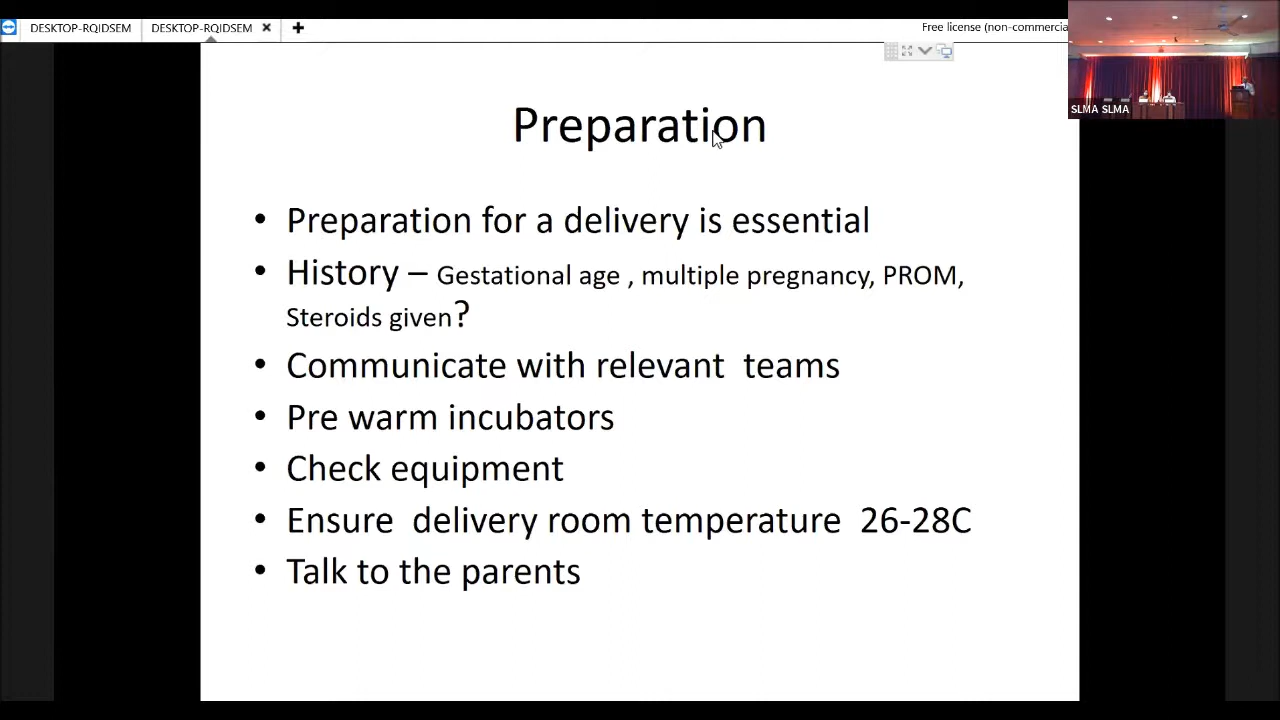 DESKTOP-RQIDSEM DESKTOP-RQIDSEM Free license (non-commercia
SLMA SLMA
Preparation
• Preparation for a delivery is essential
• History – Gestational age , multiple pregnancy, PROM,
Steroids given?
• Communicate with relevant teams
• Pre warm incubators
• Check equipment
• Ensure delivery room temperature 26-28C
• Talk to the parents